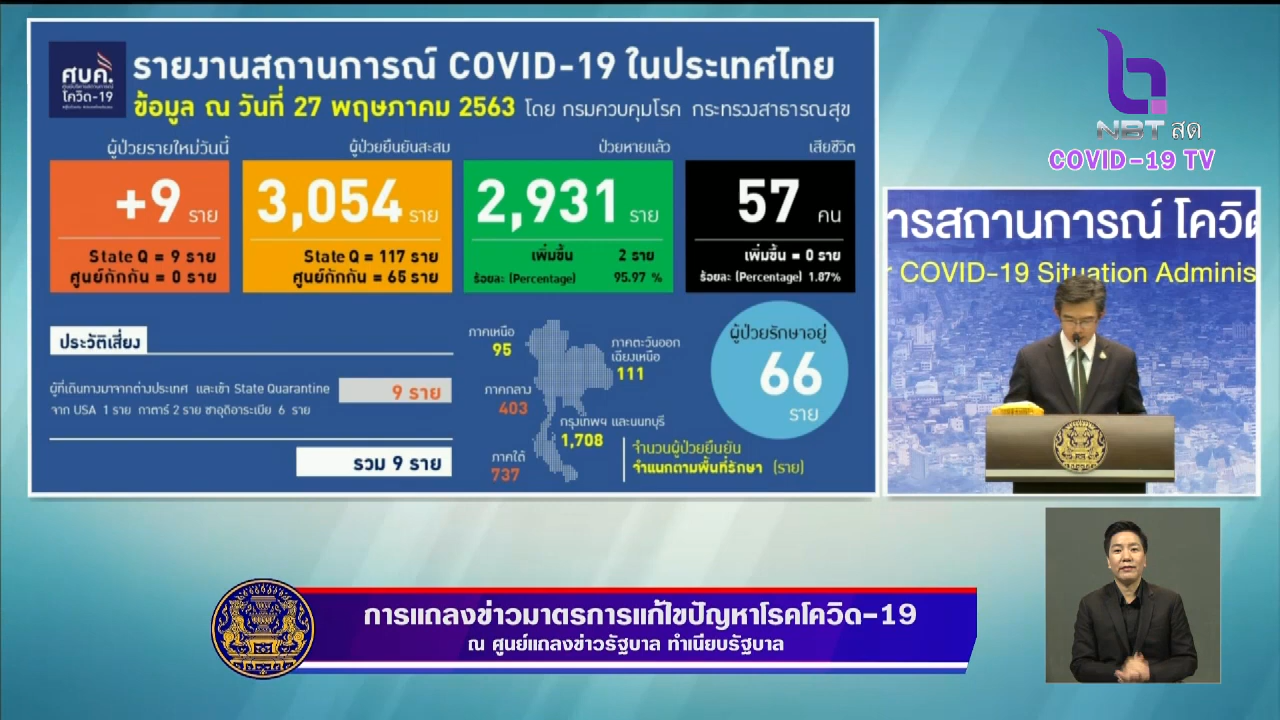 ศบค.
โควิด-19
รายงานสถานการณ์ COVID-19 ในประเทศไทย
ข้อมูล ณ วันที่ 27 พฤษภาคม 2563 โดย กรมควบคุมโรค กระทรวงสาธารณสุข
ผู้ป่วยรายใหม่วันนี้
+9 ราย
State Q = 9 ราย
ศูนย์กักกัน = 0 ราย
ผู้ป่วยยืนยันสะสม
3,054 ราย
State Q = 117 ราย
ศูนย์กักกัน = 65 ราย
ป่วยหายแล้ว
2,931 ราย
เพิ่มขึ้น 2 ราย
ร้อยละ (Percentage) 95.97 %
เสียชีวิต
57 คน
เพิ่มขึ้น = 0 ราย
ร้อยละ (Percentage) 1.87%
ประวัติเสี่ยง
ผู้ที่เดินทางมาจากต่างประเทศ และเข้า State Quarantine
จาก USA 1 ราย กาตาร์ 2 ราย ซาอุดิอาระเบีย 6 ราย
9 ราย
รวม 9 ราย
ภาคเหนือ
95
ภาคตะวันออก
เฉียงเหนือ
111
ภาคกลาง
403
กรุงเทพฯ และนนทบุรี
1,708
ภาคใต้
737
ผู้ป่วยรักษาอยู่
66
ราย
จำนวนผู้ป่วยยืนยัน
จำแนกตามพื้นที่รักษา (ราย)
NBT สด
COVID-19 TV
ารสถานการณ์ โควิด
r COVID-19 Situation Adminis
การแถลงข่าวมาตรการแก้ไขปัญหาโรคโควิด-19
ณ ศูนย์แถลงข่าวรัฐบาล ทำเนียบรัฐบาล